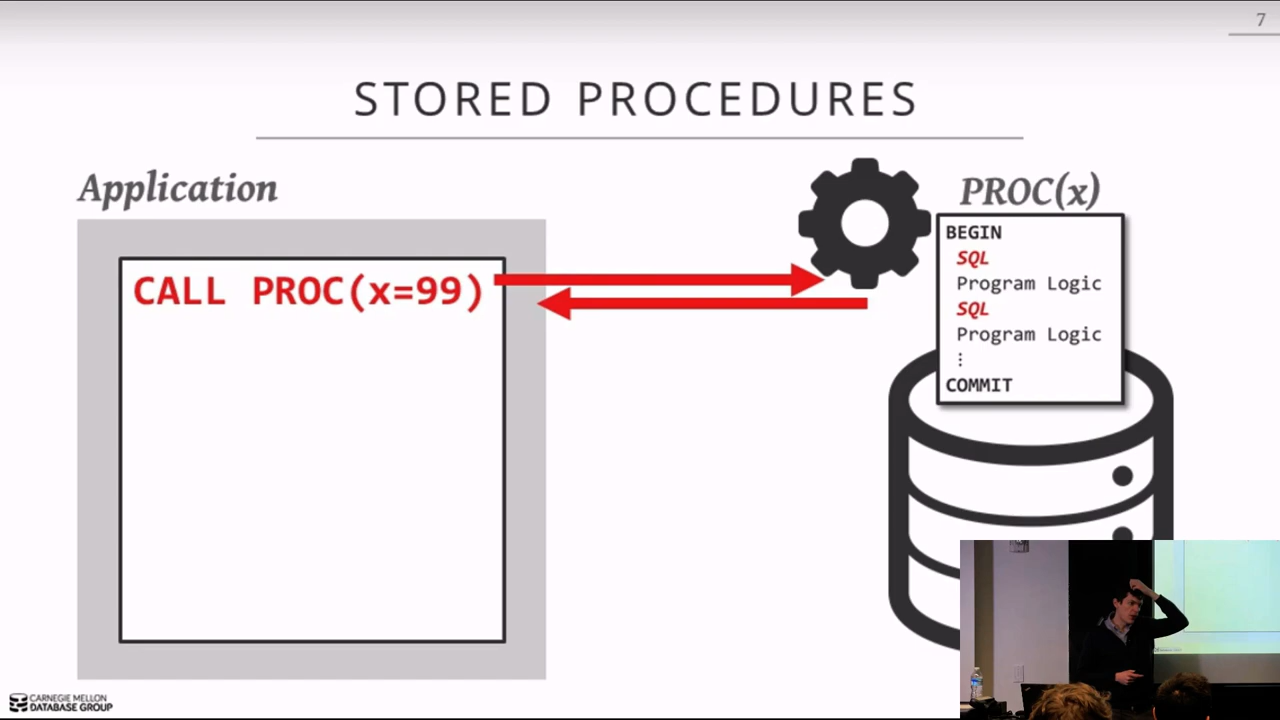 7
STORED PROCEDURES
Application
PROC(x)
CALL PROC(x=99)
BEGIN
SQL
Program Logic
SQL
Program Logic
⋮
COMMIT
CARNEGIE MELLON
DATABASE GROUP